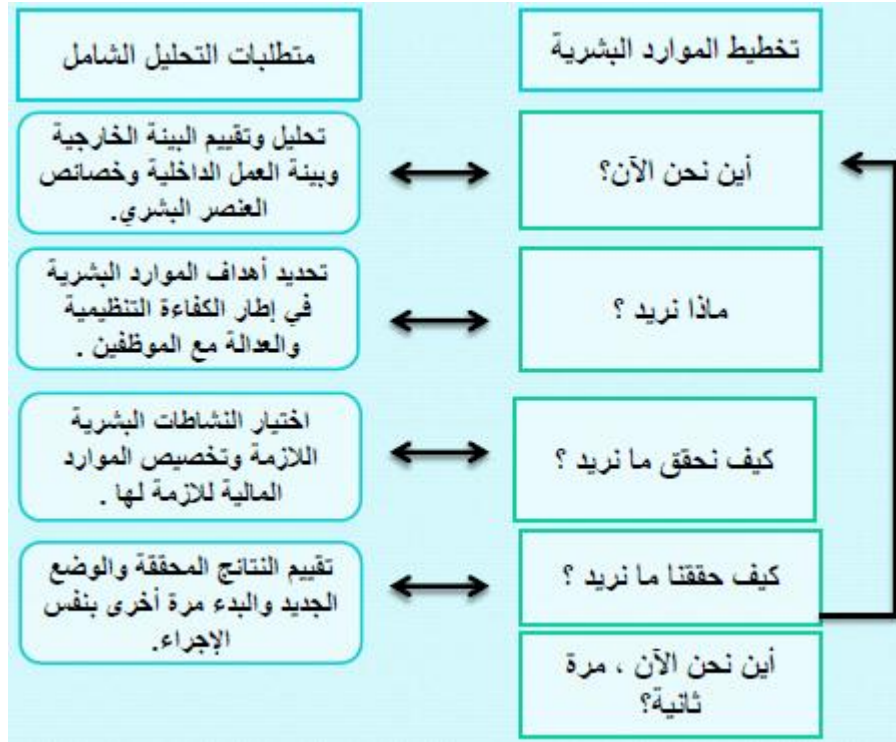 تخطيط الموارد البشرية
متطلبات التحليل الشامل
أين نحن الآن؟
تحليل وتقييم البيئة الخارجية
وبيئة العمل الداخلية وخصائص
العنصر البشري.
ماذا نريد ؟
تحديد أهداف الموارد البشرية
في إطار الكفاءة التنظيمية
والعدالة مع الموظفين .
كيف نحقق ما نريد ؟
اختيار النشاطات البشرية
اللازمة وتخصيص الموارد
المالية للازمة لها .
كيف حققنا ما نريد ؟
تقييم النتائج المحققة والوضع
الجديد والبدء مرة أخرى بنفس
الإجراء.
أين نحن الآن ، مرة
ثانية؟